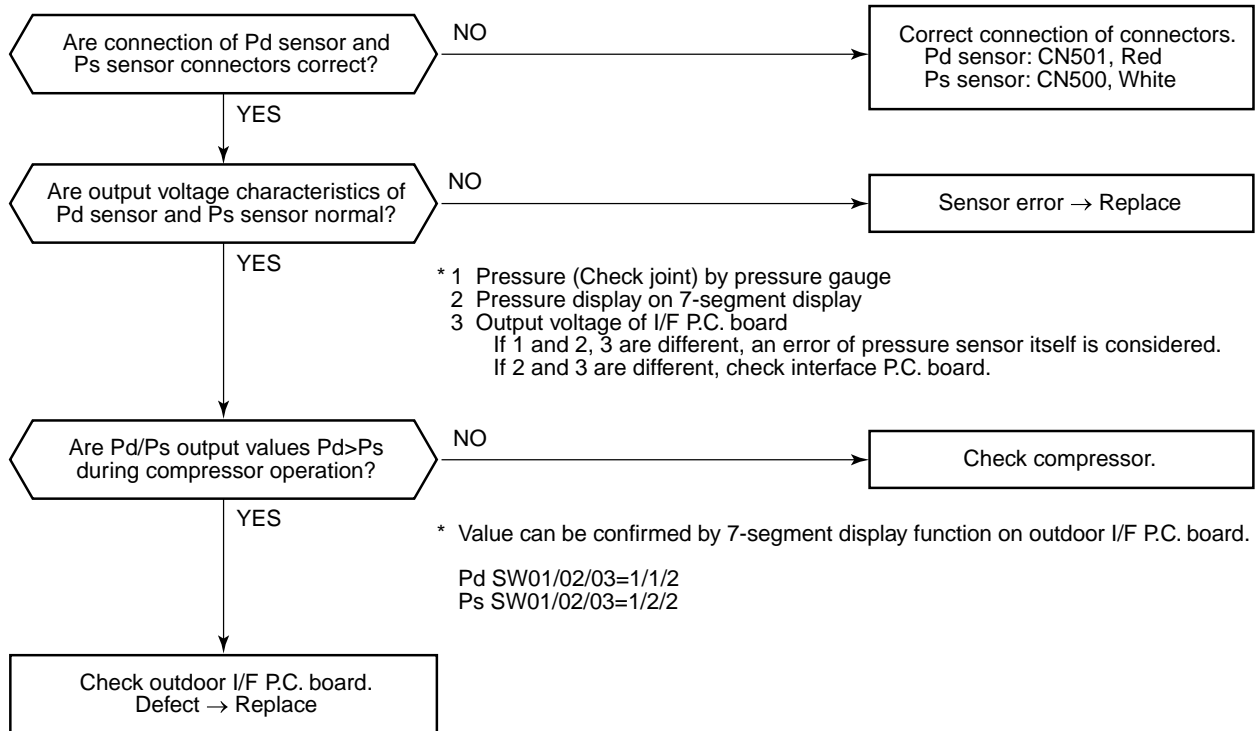 Are connection of Pd sensor and
Ps sensor connectors correct?
NO
Correct connection of connectors.
Pd sensor: CN501, Red
Ps sensor: CN500, White
YES
Are output voltage characteristics of
Pd sensor and Ps sensor normal?
NO
Sensor error → Replace
YES
* 1 Pressure (Check joint) by pressure gauge
2 Pressure display on 7-segment display
3 Output voltage of I/F P.C. board
If 1 and 2, 3 are different, an error of pressure sensor itself is considered.
If 2 and 3 are different, check interface P.C. board.
Are Pd/Ps output values Pd>Ps
during compressor operation?
NO
Check compressor.
YES
* Value can be confirmed by 7-segment display function on outdoor I/F P.C. board.
Pd SW01/02/03=1/1/2
Ps SW01/02/03=1/2/2
Check outdoor I/F P.C. board.
Defect → Replace